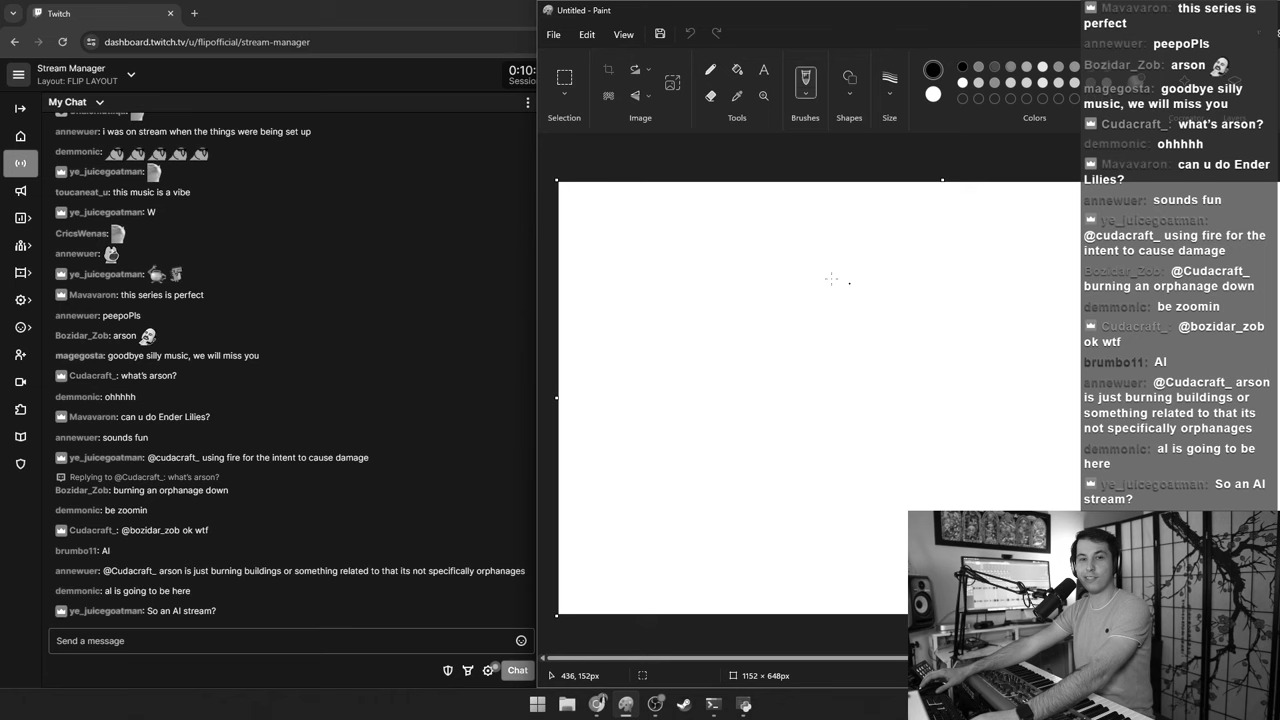 Twitch
dashboard.twitch.tv/u/flipofficial/stream-manager
Stream Manager
Layout: FLIP LAYOUT
0:10:
Sessio
My Chat
annewuer: i was on stream when the things were being set up
demmonic:
ye_juicegoatman:
toucaneat_u: this music is a vibe
ye_juicegoatman: W
CricsWenas:
annewuer:
ye_juicegoatman:
Mavavaron: this series is perfect
annewuer: peepoPls
Bozidar_Zob: arson
magegosta: goodbye silly music, we will miss you
Cudacraft_: what's arson?
demmonic: ohhhhh
Mavavaron: can u do Ender Lilies?
annewuer: sounds fun
ye_juicegoatman: @cudacraft_ using fire for the intent to cause damage
Replying to @Cudacraft_: what's arson?
Bozidar_Zob: burning an orphanage down
demmonic: be zoomin
Cudacraft_: @bozidar_zob ok wtf
brumbo11: AI
annewuer: @Cudacraft_ arson is just burning buildings or something related to that its not specifically orphanages
demmonic: al is going to be here
ye_juicegoatman: So an AI stream?
Send a message
Chat
Untitled - Paint
File Edit View
Selection Image Tools Brushes Shapes Size Colors
436, 152px
1152 × 648px
Mavavaron: this series is
perfect
annewuer: peepoPls
Bozidar_Zob: arson
magegosta: goodbye silly
music, we will miss you
Cudacraft_: what's arson?
demmonic: ohhhhh
Mavavaron: can u do Ender
Lilies?
annewuer: sounds fun
ye_juicegoatman:
@cudacraft_ using fire for the
intent to cause damage
Bozidar_Zob: @Cudacraft_
burning an orphanage down
demmonic: be zoomin
Cudacraft_: @bozidar_zob
ok wtf
brumbo11: AI
annewuer: @Cudacraft_ arson
is just burning buildings or
something related to that its
not specifically orphanages
demmonic: al is going to be
here
ye_juicegoatman: So an AI
stream?